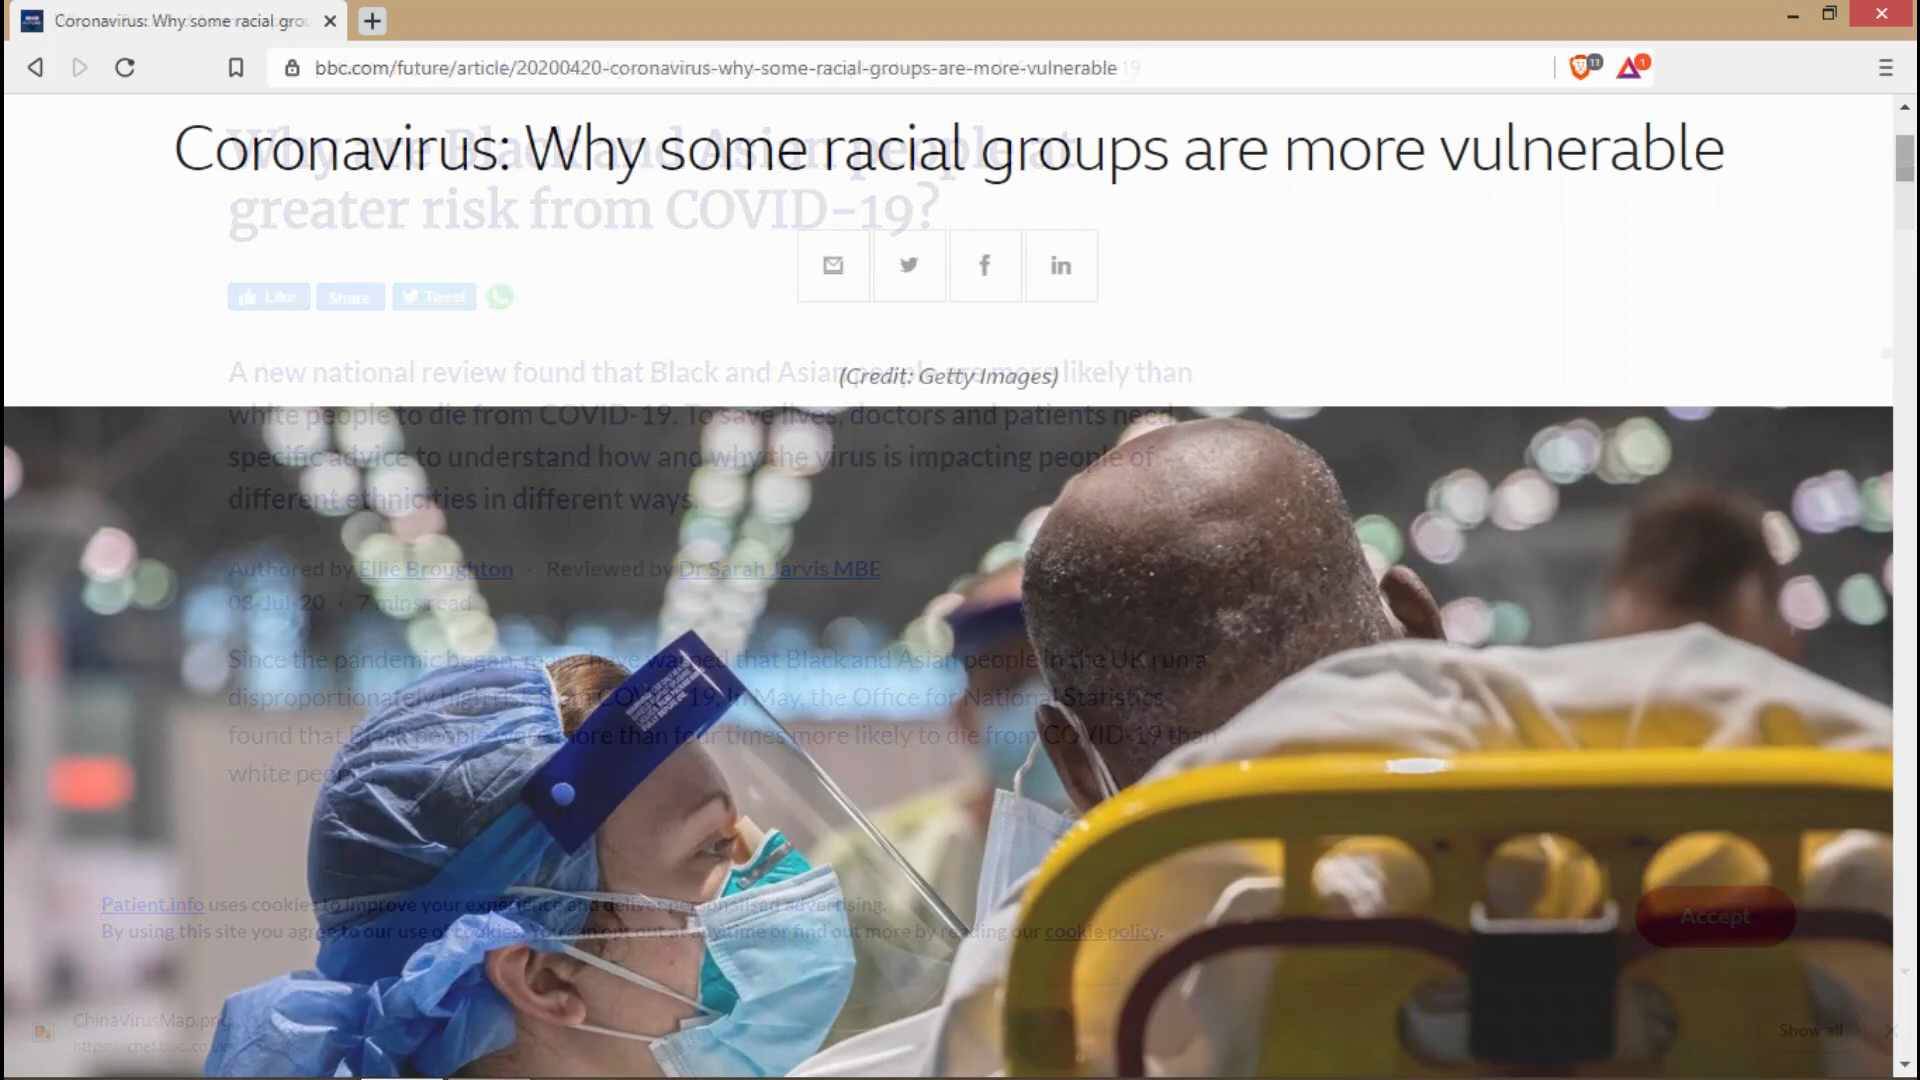 Coronavirus: Why some racial grou
bbc.com/future/article/20200420-coronavirus-why-some-racial-groups-are-more-vulnerable
11
1
Coronavirus: Why some racial groups are more vulnerable
Why are Black and Asian people at
greater risk from COVID-19?
Like Share Tweet
(Credit: Getty Images)
A new national review found that Black and Asian people are more likely than
white people to die from COVID-19. To save lives, doctors and patients need
specific advice to understand how and why the virus is impacting people of
different ethnicities in different ways.
Authored by Ellie Broughton · Reviewed by Dr Sarah Jarvis MBE
03-Jul-20 · 7 mins read
Since the pandemic began, many have warned that Black and Asian people in the UK run a
disproportionately high risk from COVID-19. In May, the Office for National Statistics
found that Black people were more than four times more likely to die from COVID-19 than
white people.
Patient.info uses cookies to improve your experience and deliver personalised advertising.
By using this site you agree to our use of cookies. You can opt out at any time or find out more by reading our cookie policy.
Accept
ChinaVirusMap.png
Show all